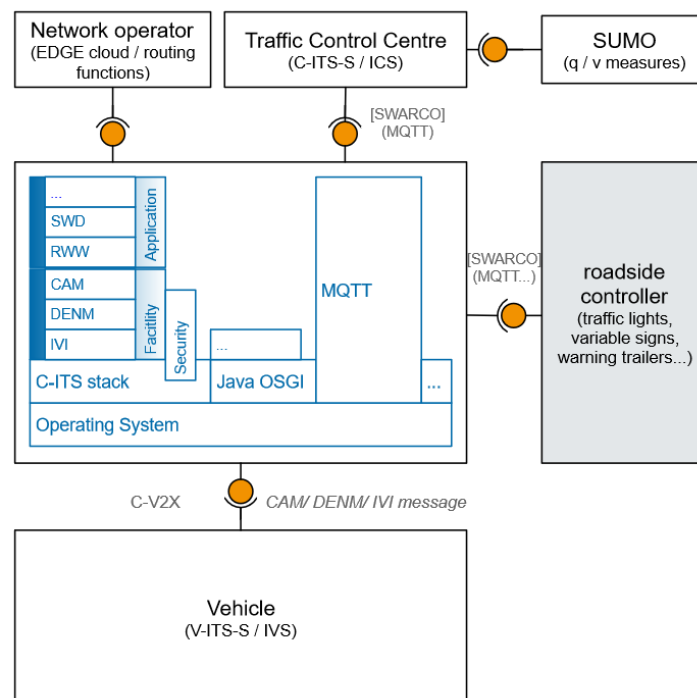 Network operator
(EDGE cloud / routing
functions)
Traffic Control Centre
(C-ITS-S / ICS)
SUMO
(q / v measures)
[SWARCO]
(MQTT)
...
SWD
RWW
Application
CAM
DENM
IVI
Facitlity
Security
MQTT
...
C-ITS stack
Java OSGI
...
Operating System
[SWARCO]
(MQTT...)
roadside
controller
(traffic lights,
variable signs,
warning trailers...)
C-V2X
CAM/ DENM/ IVI message
Vehicle
(V-ITS-S / IVS)